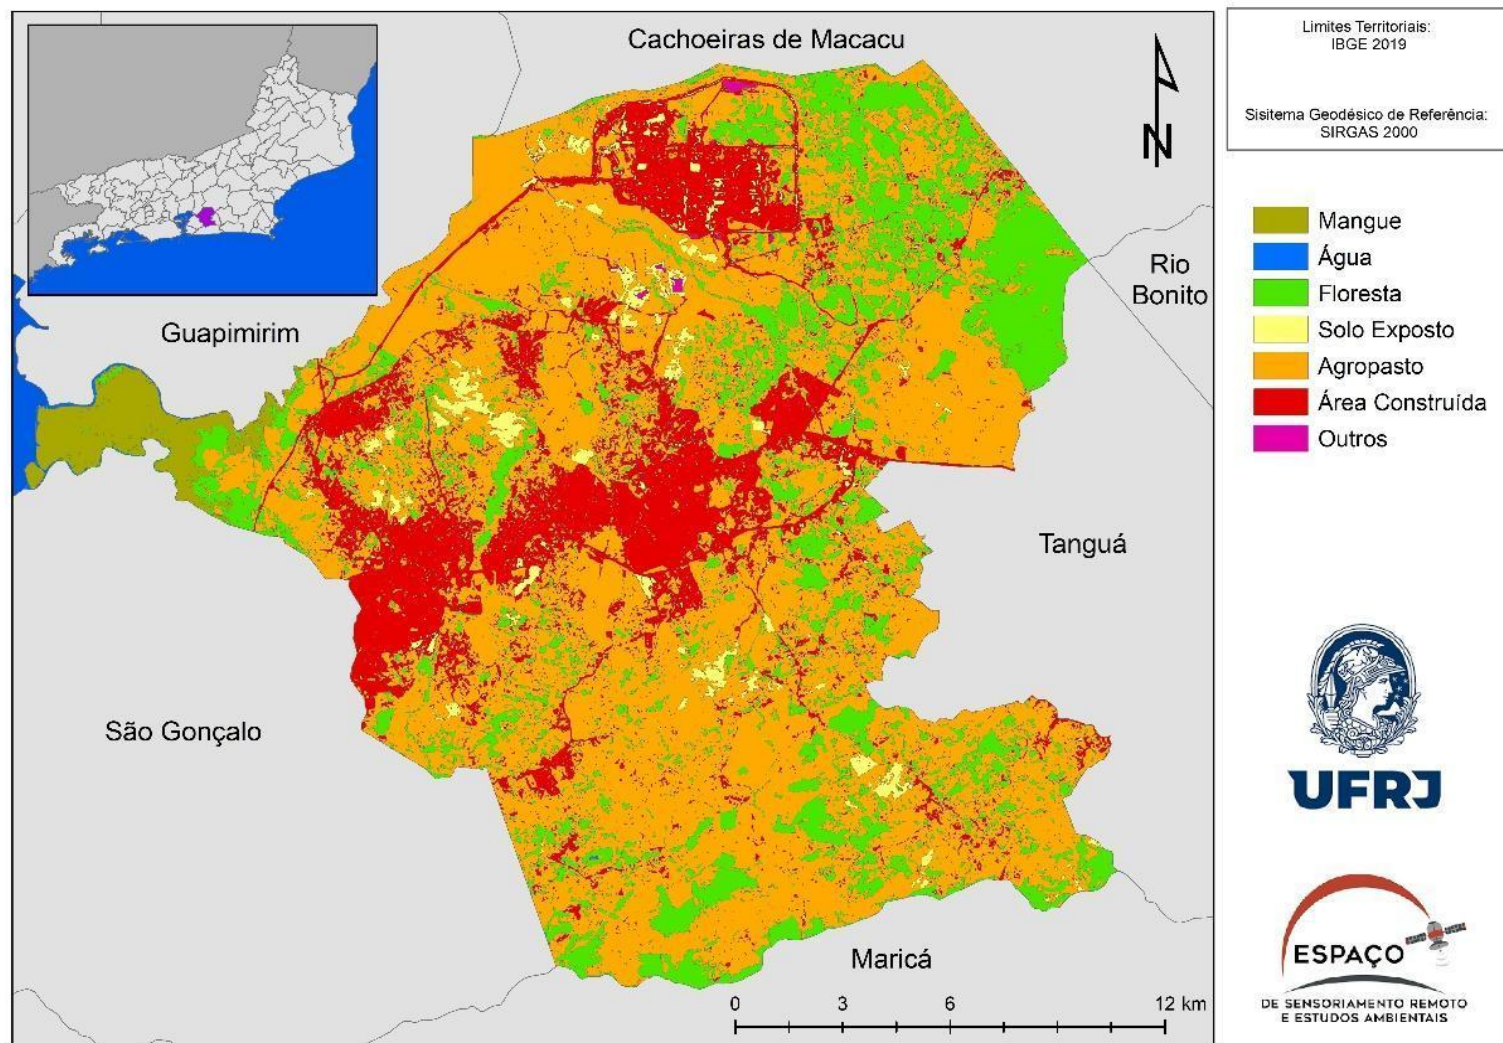 Cachoeiras de Macacu
Guapimirim
Rio
Bonito
Tanguá
São Gonçalo
Maricá
N
0 3 6 12 km
Limites Territoriais:
IBGE 2019
Sisitema Geodésico de Referência:
SIRGAS 2000
Mangue
Água
Floresta
Solo Exposto
Agropasto
Área Construída
Outros
UFRJ
ESPAÇO
DE SENSORIAMENTO REMOTO
E ESTUDOS AMBIENTAIS